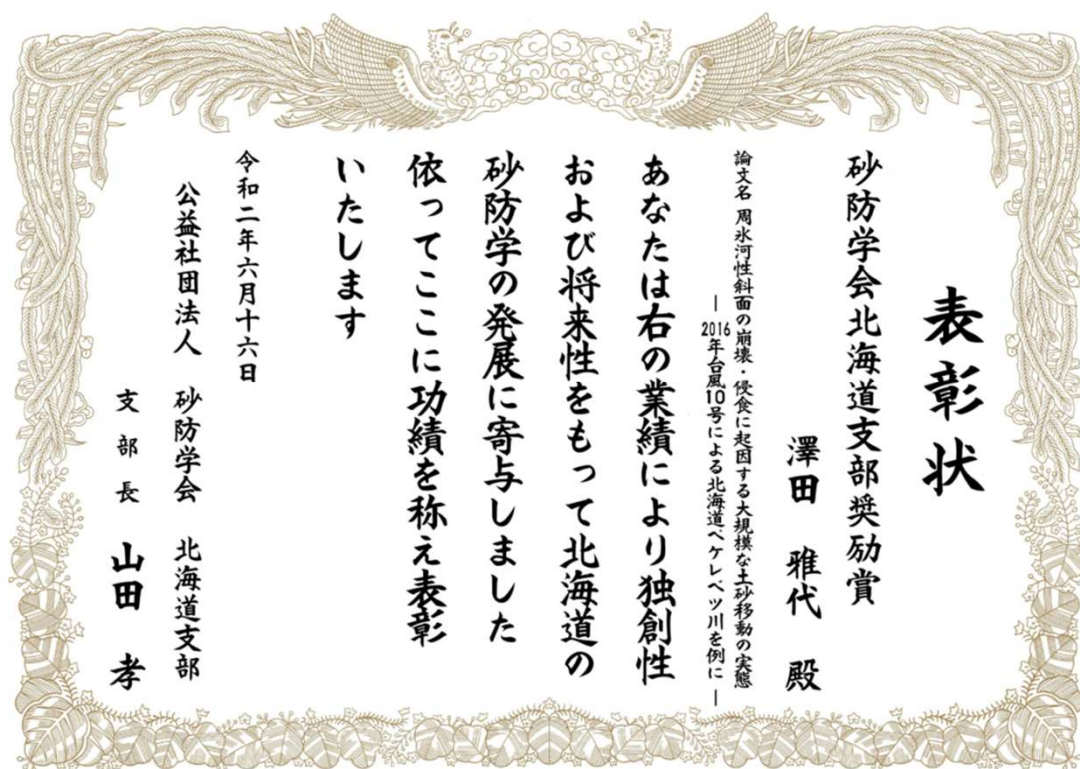 表彰状
砂防学会北海道支部奨励賞
澤田 雅代 殿
論文名 周氷河性斜面の崩壊・侵食に起因する大規模な土砂移動の実態
― 2016年台風10号による北海道ペケレベツ川を例に ―
あなたは右の業績により独創性
および将来性をもって北海道の
砂防学の発展に寄与しました
依ってここに功績を称え表彰
いたします
令和二年六月十六日
公益社団法人 砂防学会 北海道支部
支部長 山田 孝